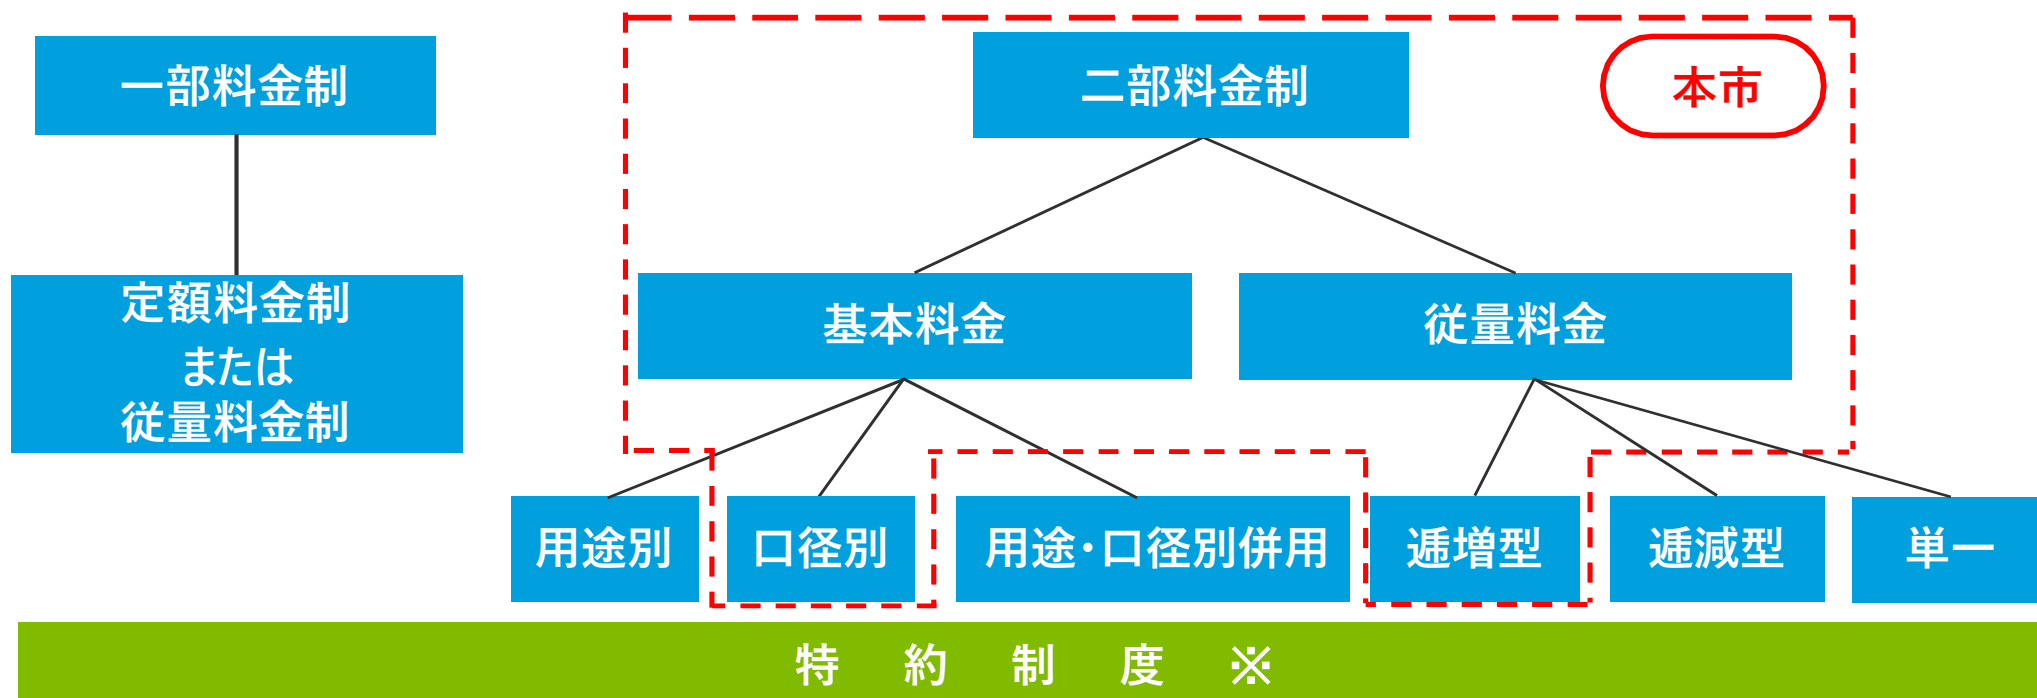 一部料金制
二部料金制
本市
定額料金制
または
従量料金制
基本料金
従量料金
用途別
口径別
用途・口径別併用
逓増型
逓減型
単一
特約制度※